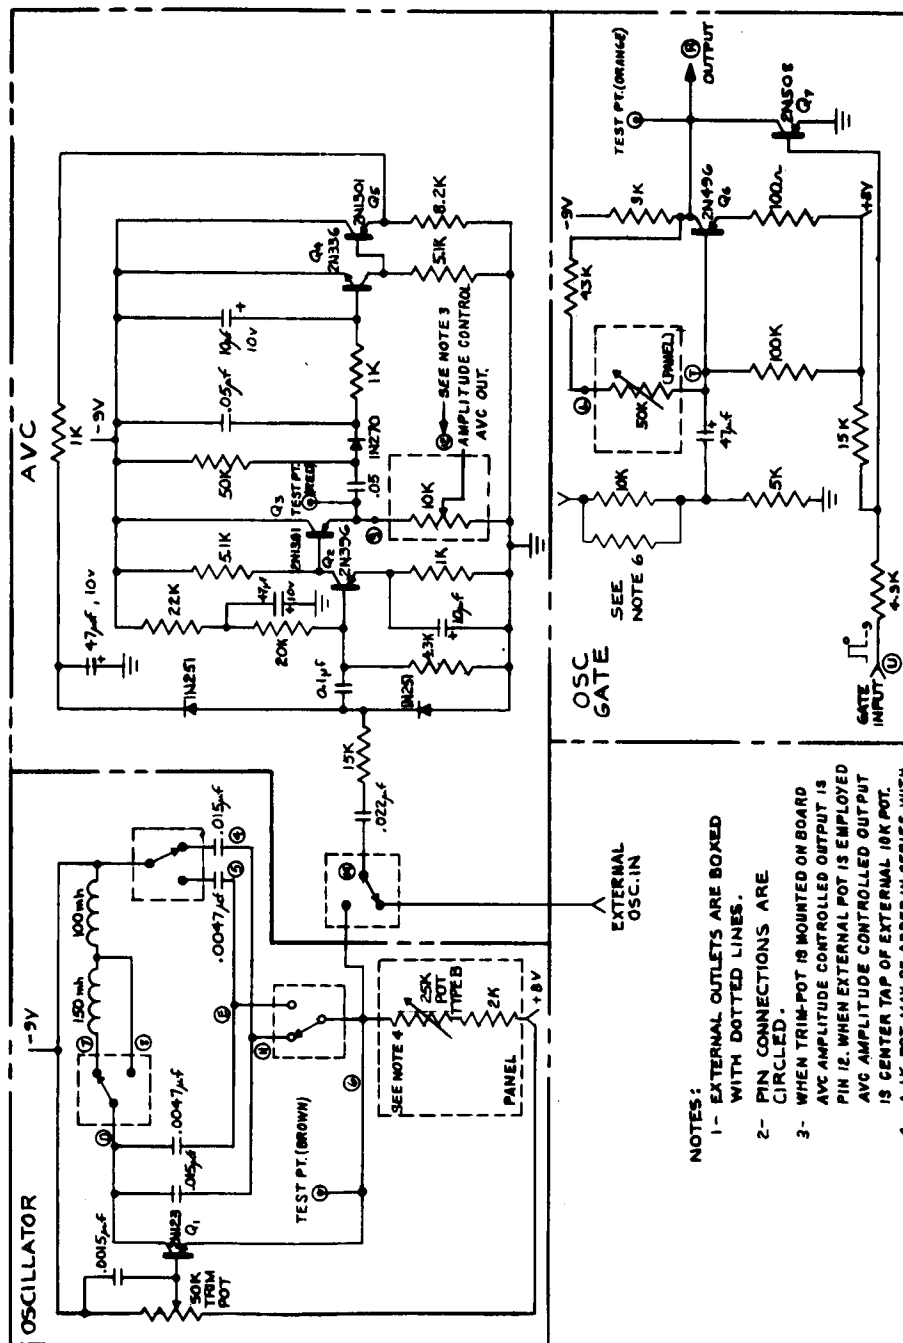 OSCILLATOR
.0015µf
50K
TRIM
POT
2N123
Q1
.015µf
.0047µf
-9V
150mh
100mh
.0047µf
.015µf
TEST PT.(BROWN)
SEE NOTE 4
25K
POT
TYPE B
2K
+8V
PANEL
EXTERNAL
OSC. IN
.022µf
15K
AVC
1K
-9V
47µf, 10v
1N251
1N251
0.1µf
22K
20K
47µf
10v
4.3K
10µf
1K
5.1K
Q2
2N336
2N1301
Q3
TEST PT.
(RED)
50K
.05
10K
1N270
.05µf
1K
10µf
10v
Q4
2N336
2N1301
Q5
5.1K
8.2K
SEE NOTE 3
AMPLITUDE CONTROL
AVC OUT.
OSC
GATE
SEE
NOTE 6
10K
5K
47µf
50K
(PANEL)
43K
-9V
3K
2N496
Q6
100Ω
100K
15K
+8V
4.3K
-9
GATE
INPUT
U
TEST PT.(ORANGE)
R
OUTPUT
2N508
Q7
NOTES:
1- EXTERNAL OUTLETS ARE BOXED
WITH DOTTED LINES.
2- PIN CONNECTIONS ARE
CIRCLED.
3- WHEN TRIM-POT IS MOUNTED ON BOARD
AVC AMPLITUDE CONTROLLED OUTPUT IS
PIN 12. WHEN EXTERNAL POT IS EMPLOYED
AVC AMPLITUDE CONTROLLED OUTPUT
IS CENTER TAP OF EXTERNAL 10K POT.